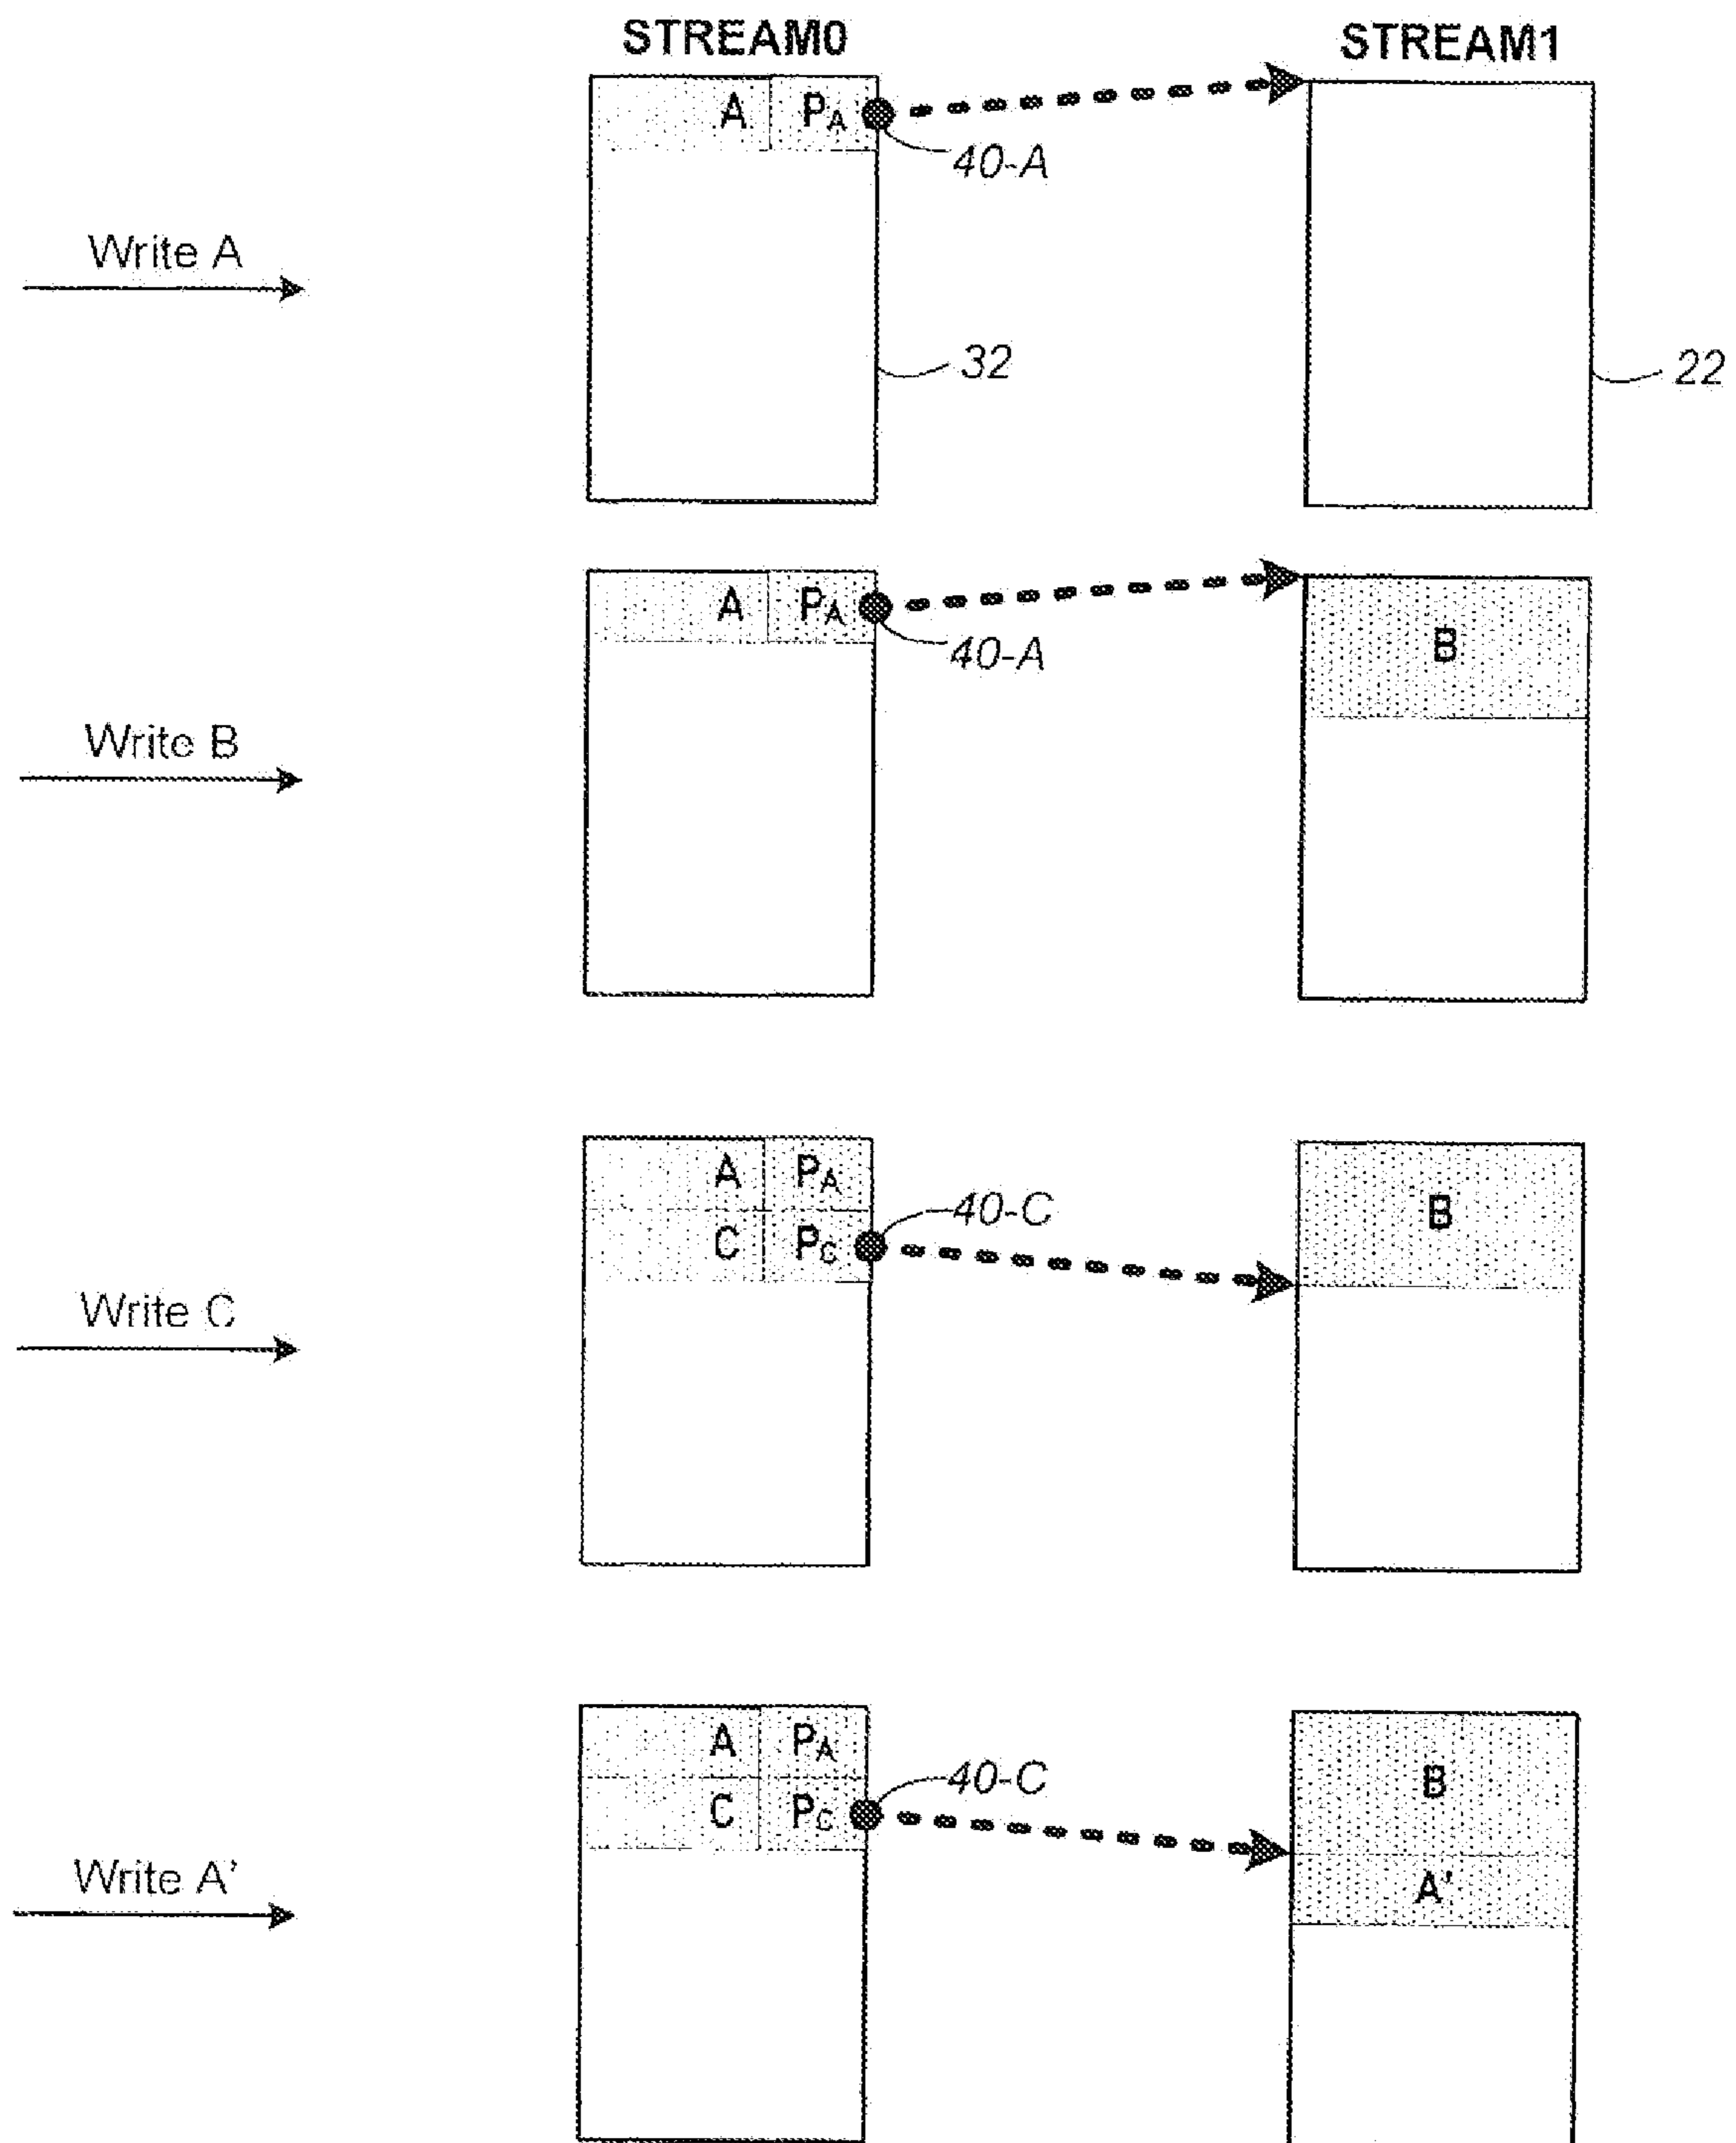 STREAM0 STREAM1
A PA
40-A
Write A
32
22
A PA
40-A
B
Write B
A PA
40-C
B
C PC
Write C
A PA
40-C
B
C PC
Write A'
A'